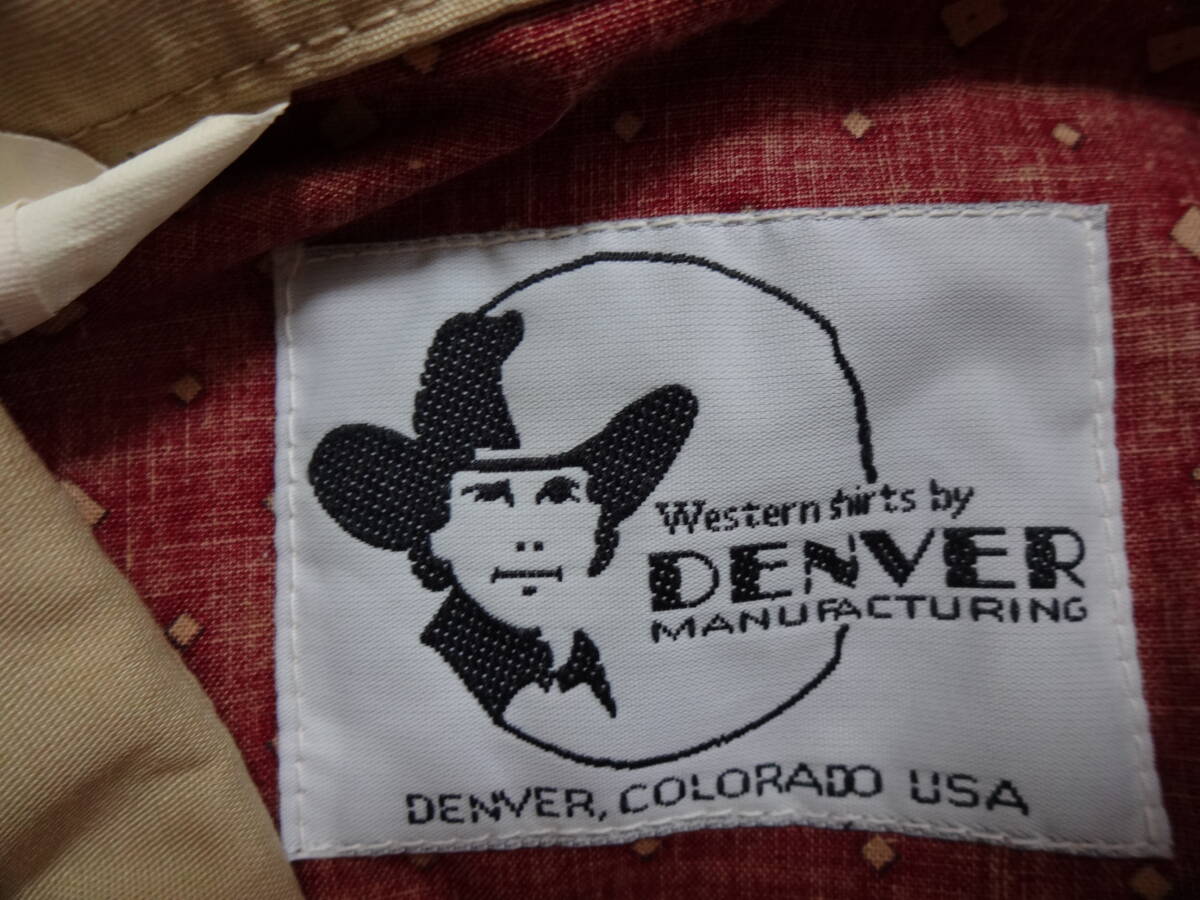 Western shirts by
DENVER
MANUFACTURING
DENVER, COLORADO USA